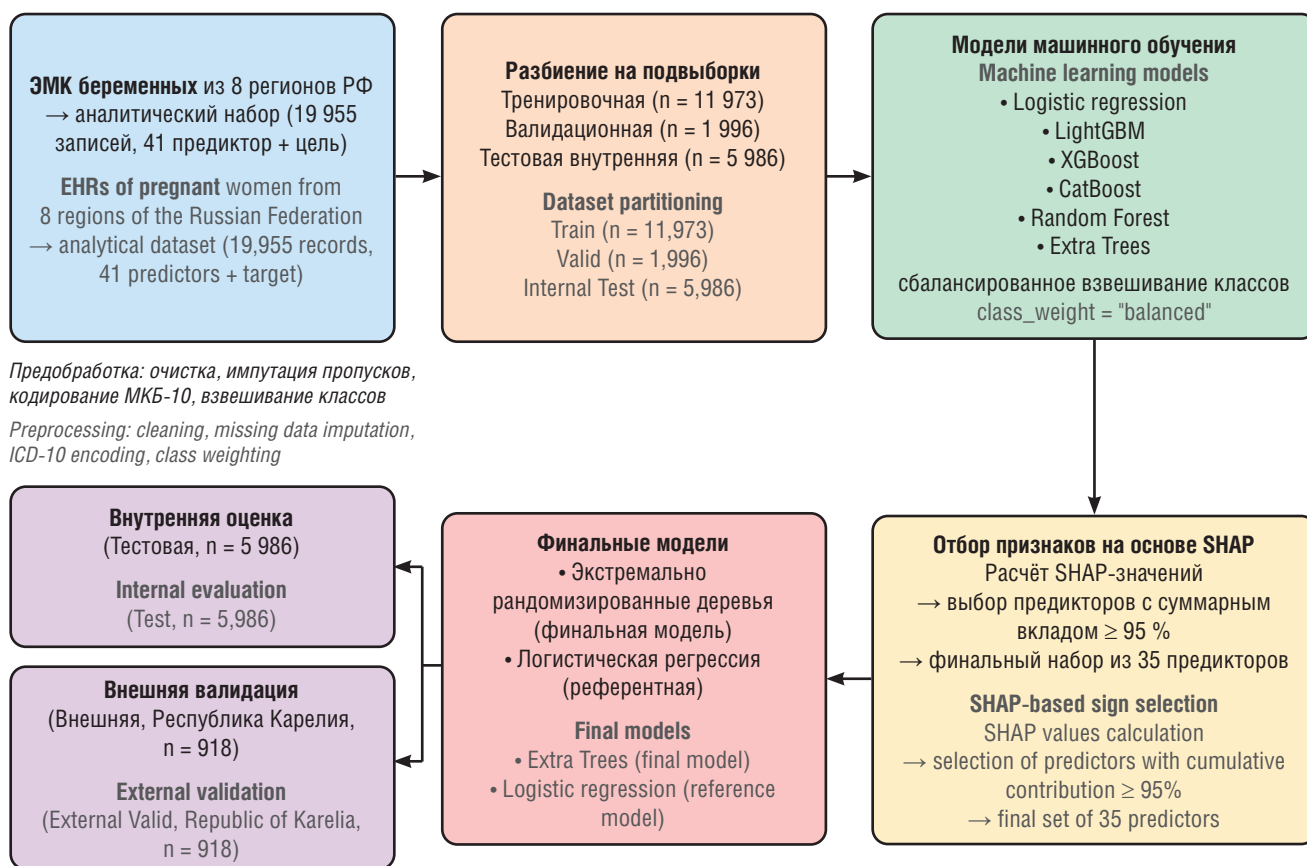 ЭМК беременных из 8 регионов РФ
→ аналитический набор (19 955
записей, 41 предиктор + цель)
EHRs of pregnant women from
8 regions of the Russian Federation
→ analytical dataset (19,955 records,
41 predictors + target)
Разбиение на подвыборки
Тренировочная (n = 11 973)
Валидационная (n = 1 996)
Тестовая внутренняя (n = 5 986)
Dataset partitioning
Train (n = 11,973)
Valid (n = 1,996)
Internal Test (n = 5,986)
Модели машинного обучения
Machine learning models
• Logistic regression
• LightGBM
• XGBoost
• CatBoost
• Random Forest
• Extra Trees
сбалансированное взвешивание классов
class_weight = "balanced"
Предобработка: очистка, импутация пропусков,
кодирование МКБ-10, взвешивание классов
Preprocessing: cleaning, missing data imputation,
ICD-10 encoding, class weighting
Отбор признаков на основе SHAP
Расчёт SHAP-значений
→ выбор предикторов с суммарным
вкладом ≥ 95 %
→ финальный набор из 35 предикторов
SHAP-based sign selection
SHAP values calculation
→ selection of predictors with cumulative
contribution ≥ 95%
→ final set of 35 predictors
Финальные модели
• Экстремально
рандомизированные деревья
(финальная модель)
• Логистическая регрессия
(референтная)
Final models
• Extra Trees (final model)
• Logistic regression (reference
model)
Внутренняя оценка
(Тестовая, n = 5 986)
Internal evaluation
(Test, n = 5,986)
Внешняя валидация
(Внешняя, Республика Карелия,
n = 918)
External validation
(External Valid, Republic of Karelia,
n = 918)